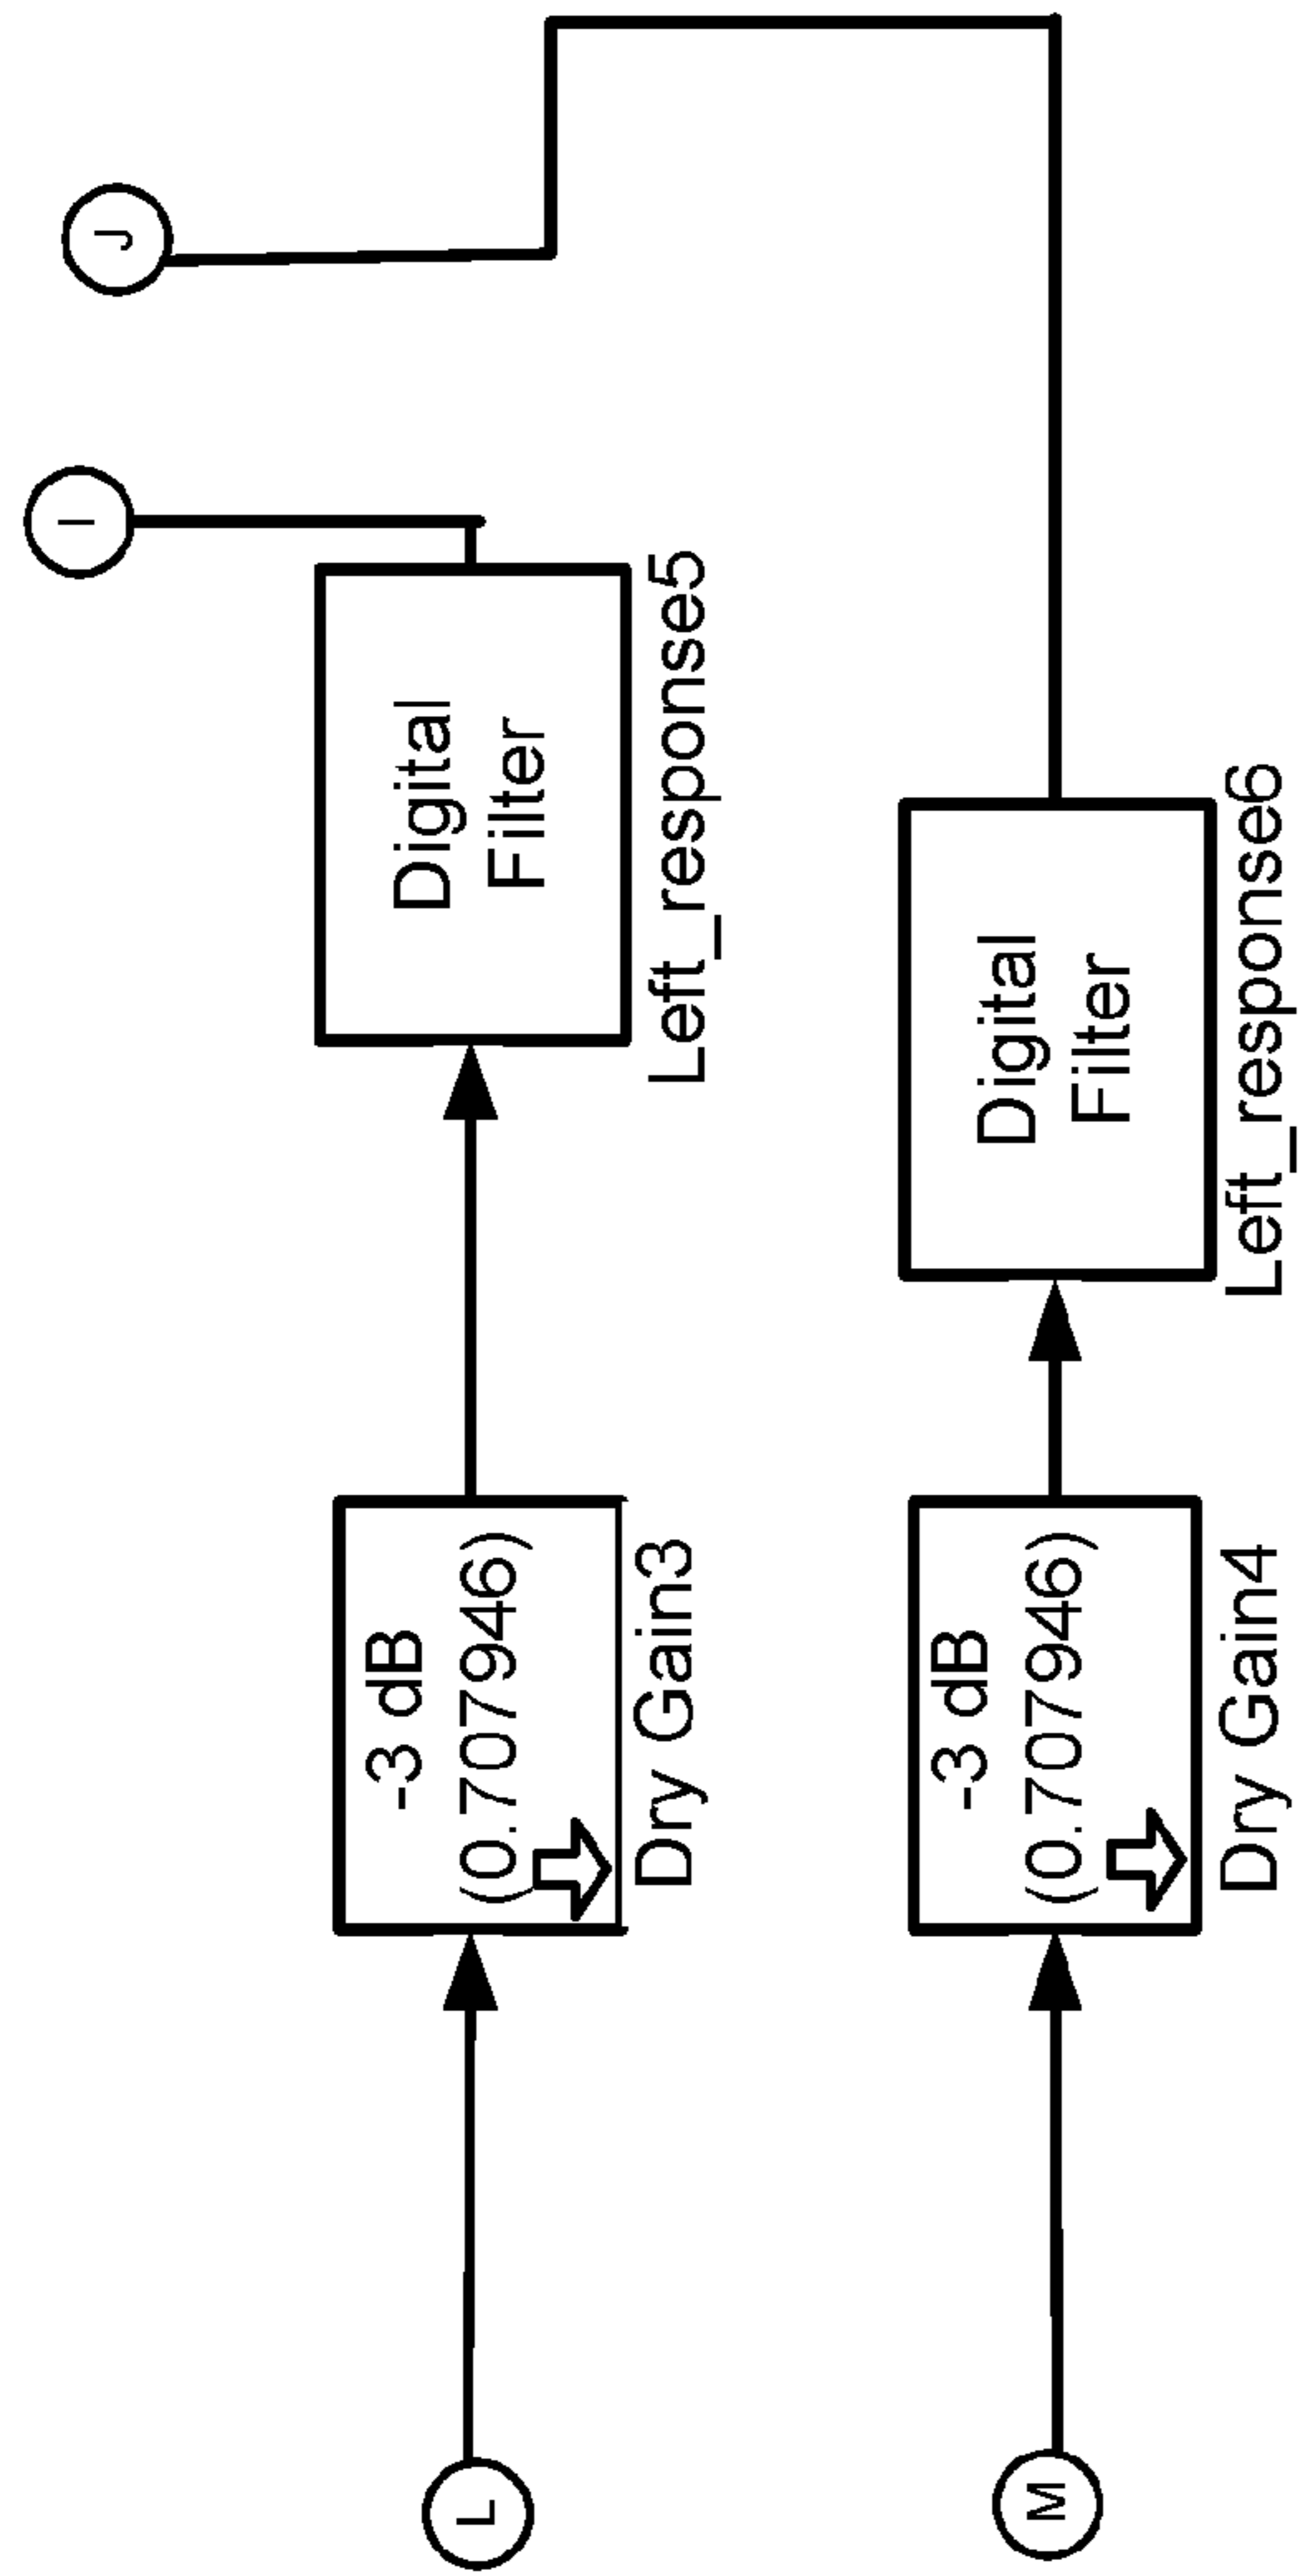 L
-3 dB
(0.707946)
Dry Gain3
Digital
Filter
Left_response5
I
J
M
-3 dB
(0.707946)
Dry Gain4
Digital
Filter
Left_response6